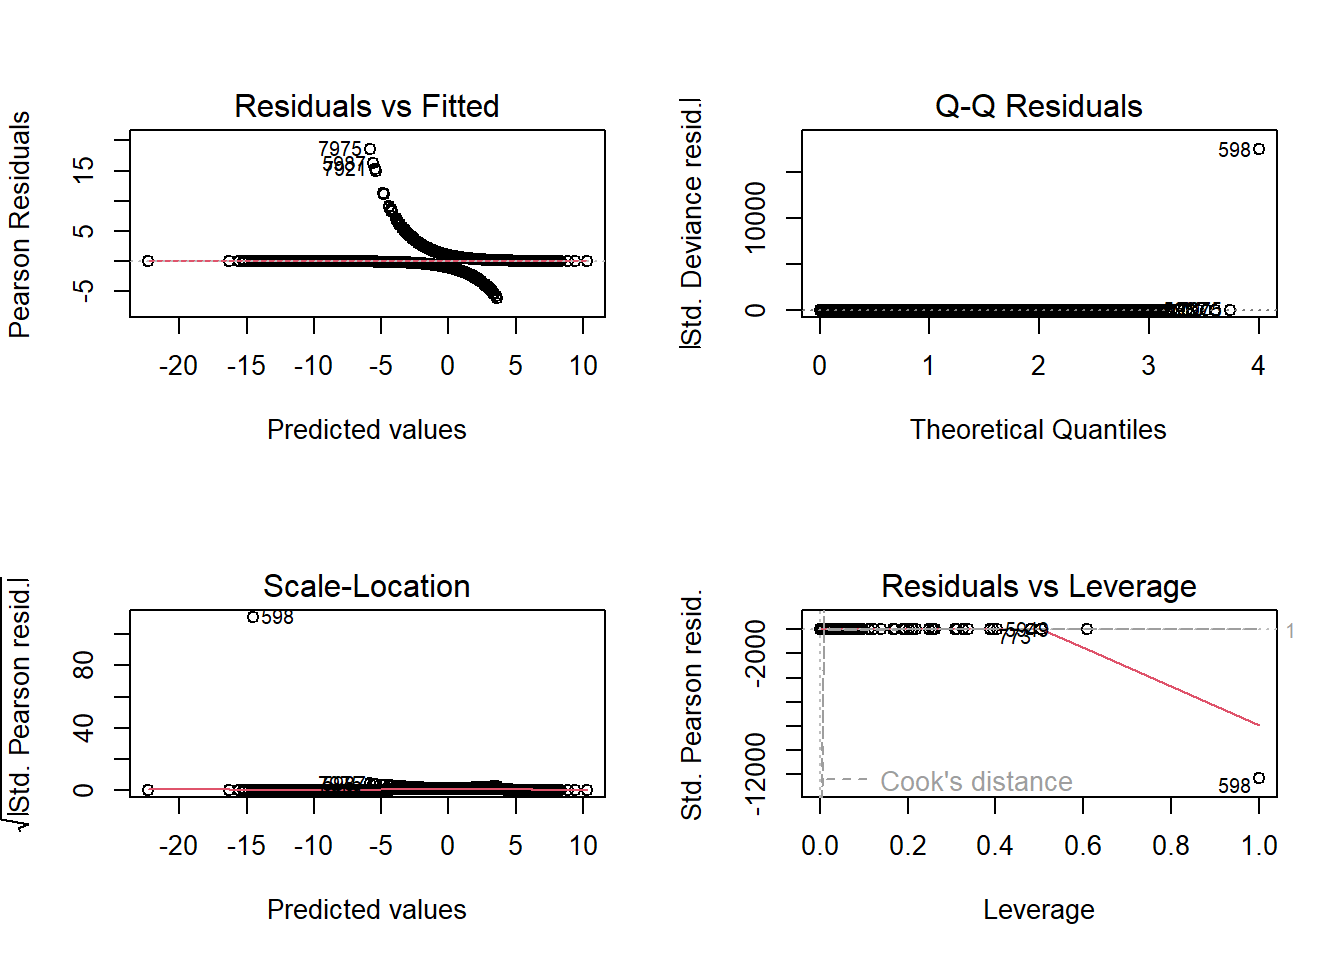 Residuals vs Fitted
Pearson Residuals
-5
5
15
7975
5987
7921
-20 -15 -10 -5 0 5 10
Predicted values
Q-Q Residuals
|Std. Deviance resid.|
0
10000
598
0 1 2 3 4
Theoretical Quantiles
Scale-Location
√|Std. Pearson resid.|
0
40
80
598
-20 -15 -10 -5 0 5 10
Predicted values
Residuals vs Leverage
Std. Pearson resid.
-12000
-2000
773
598
1
Cook's distance
0.0 0.2 0.4 0.6 0.8 1.0
Leverage